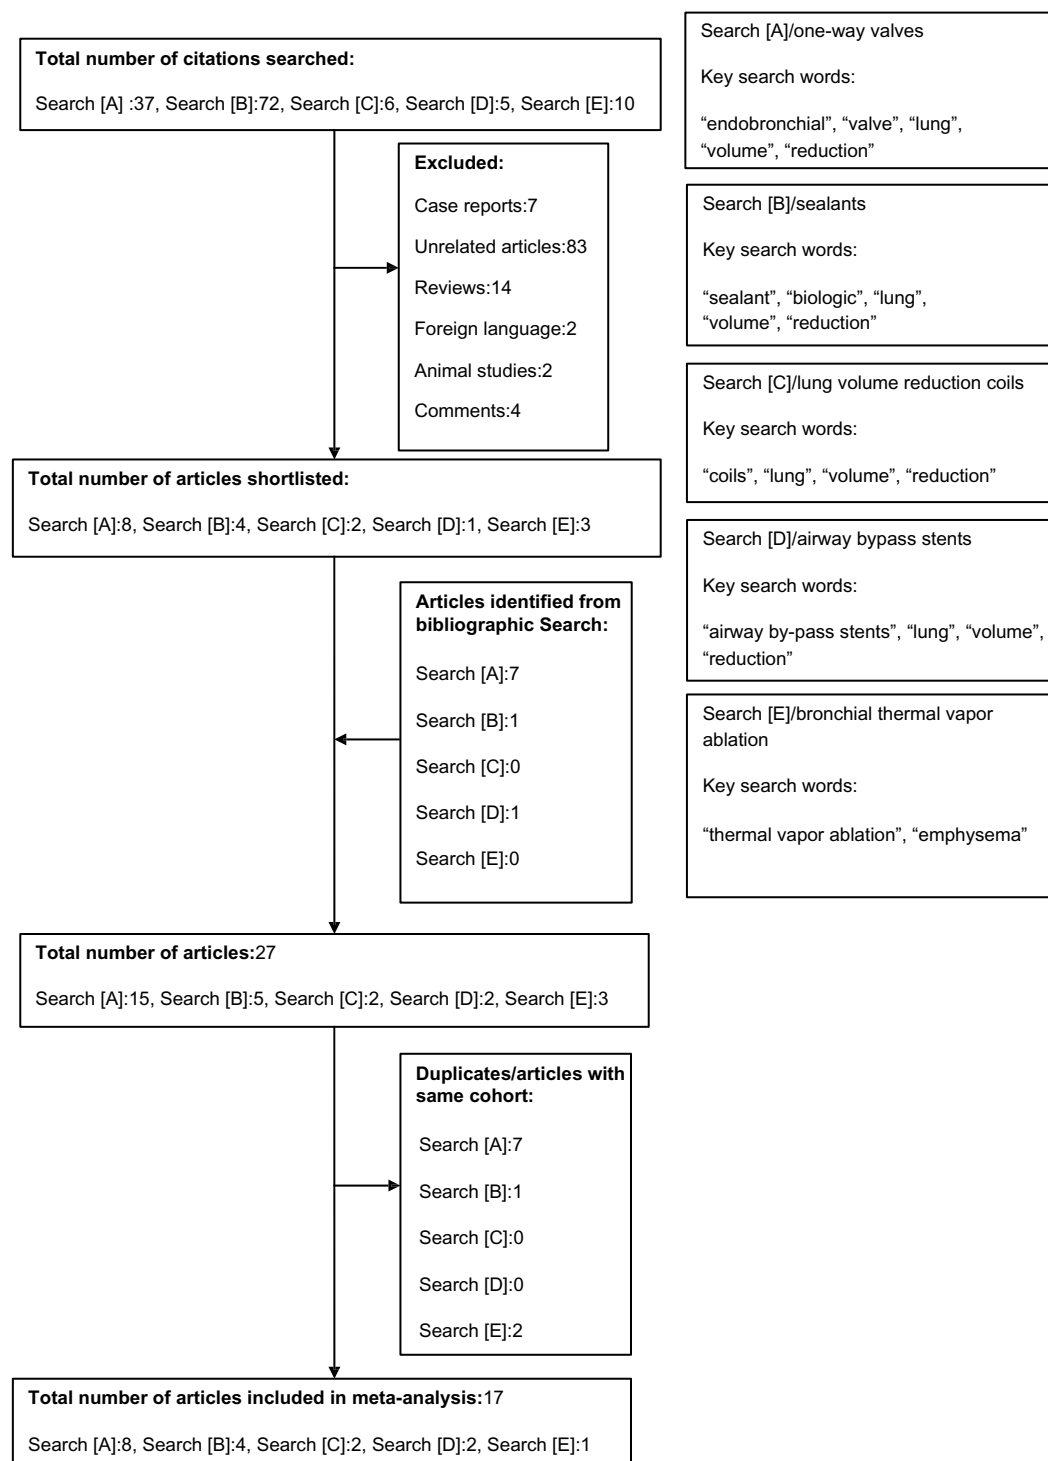 Total number of citations searched:
Search [A] :37, Search [B]:72, Search [C]:6, Search [D]:5, Search [E]:10
Excluded:
Case reports:7
Unrelated articles:83
Reviews:14
Foreign language:2
Animal studies:2
Comments:4
Total number of articles shortlisted:
Search [A]:8, Search [B]:4, Search [C]:2, Search [D]:1, Search [E]:3
Articles identified from
bibliographic Search:
Search [A]:7
Search [B]:1
Search [C]:0
Search [D]:1
Search [E]:0
Total number of articles:27
Search [A]:15, Search [B]:5, Search [C]:2, Search [D]:2, Search [E]:3
Duplicates/articles with
same cohort:
Search [A]:7
Search [B]:1
Search [C]:0
Search [D]:0
Search [E]:2
Total number of articles included in meta-analysis:17
Search [A]:8, Search [B]:4, Search [C]:2, Search [D]:2, Search [E]:1
Search [A]/one-way valves
Key search words:
“endobronchial”, “valve”, “lung”,
“volume”, “reduction”
Search [B]/sealants
Key search words:
“sealant”, “biologic”, “lung”,
“volume”, “reduction”
Search [C]/lung volume reduction coils
Key search words:
“coils”, “lung”, “volume”, “reduction”
Search [D]/airway bypass stents
Key search words:
“airway by-pass stents”, “lung”, “volume”,
“reduction”
Search [E]/bronchial thermal vapor
ablation
Key search words:
“thermal vapor ablation”, “emphysema”